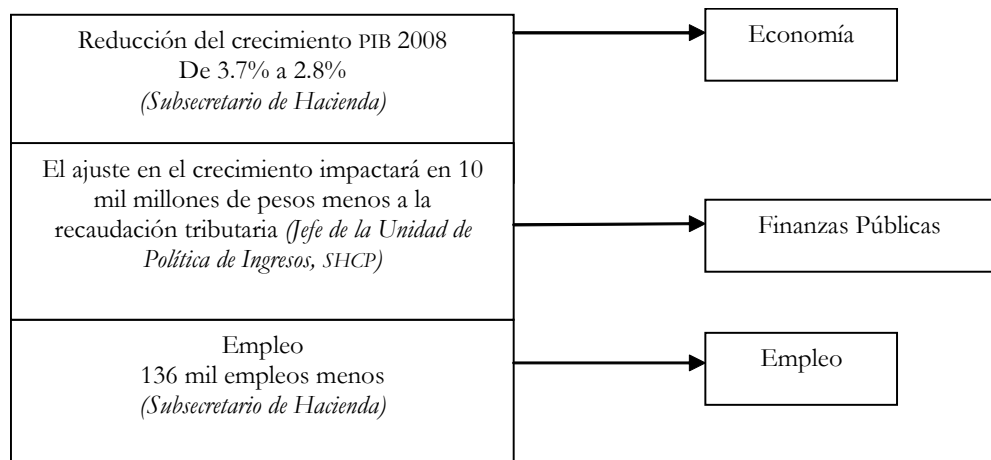 Reducción del crecimiento PIB 2008
De 3.7% a 2.8%
(Subsecretario de Hacienda)
Economía
El ajuste en el crecimiento impactará en 10
mil millones de pesos menos a la
recaudación tributaria (Jefe de la Unidad de
Política de Ingresos, SHCP)
Finanzas Públicas
Empleo
136 mil empleos menos
(Subsecretario de Hacienda)
Empleo